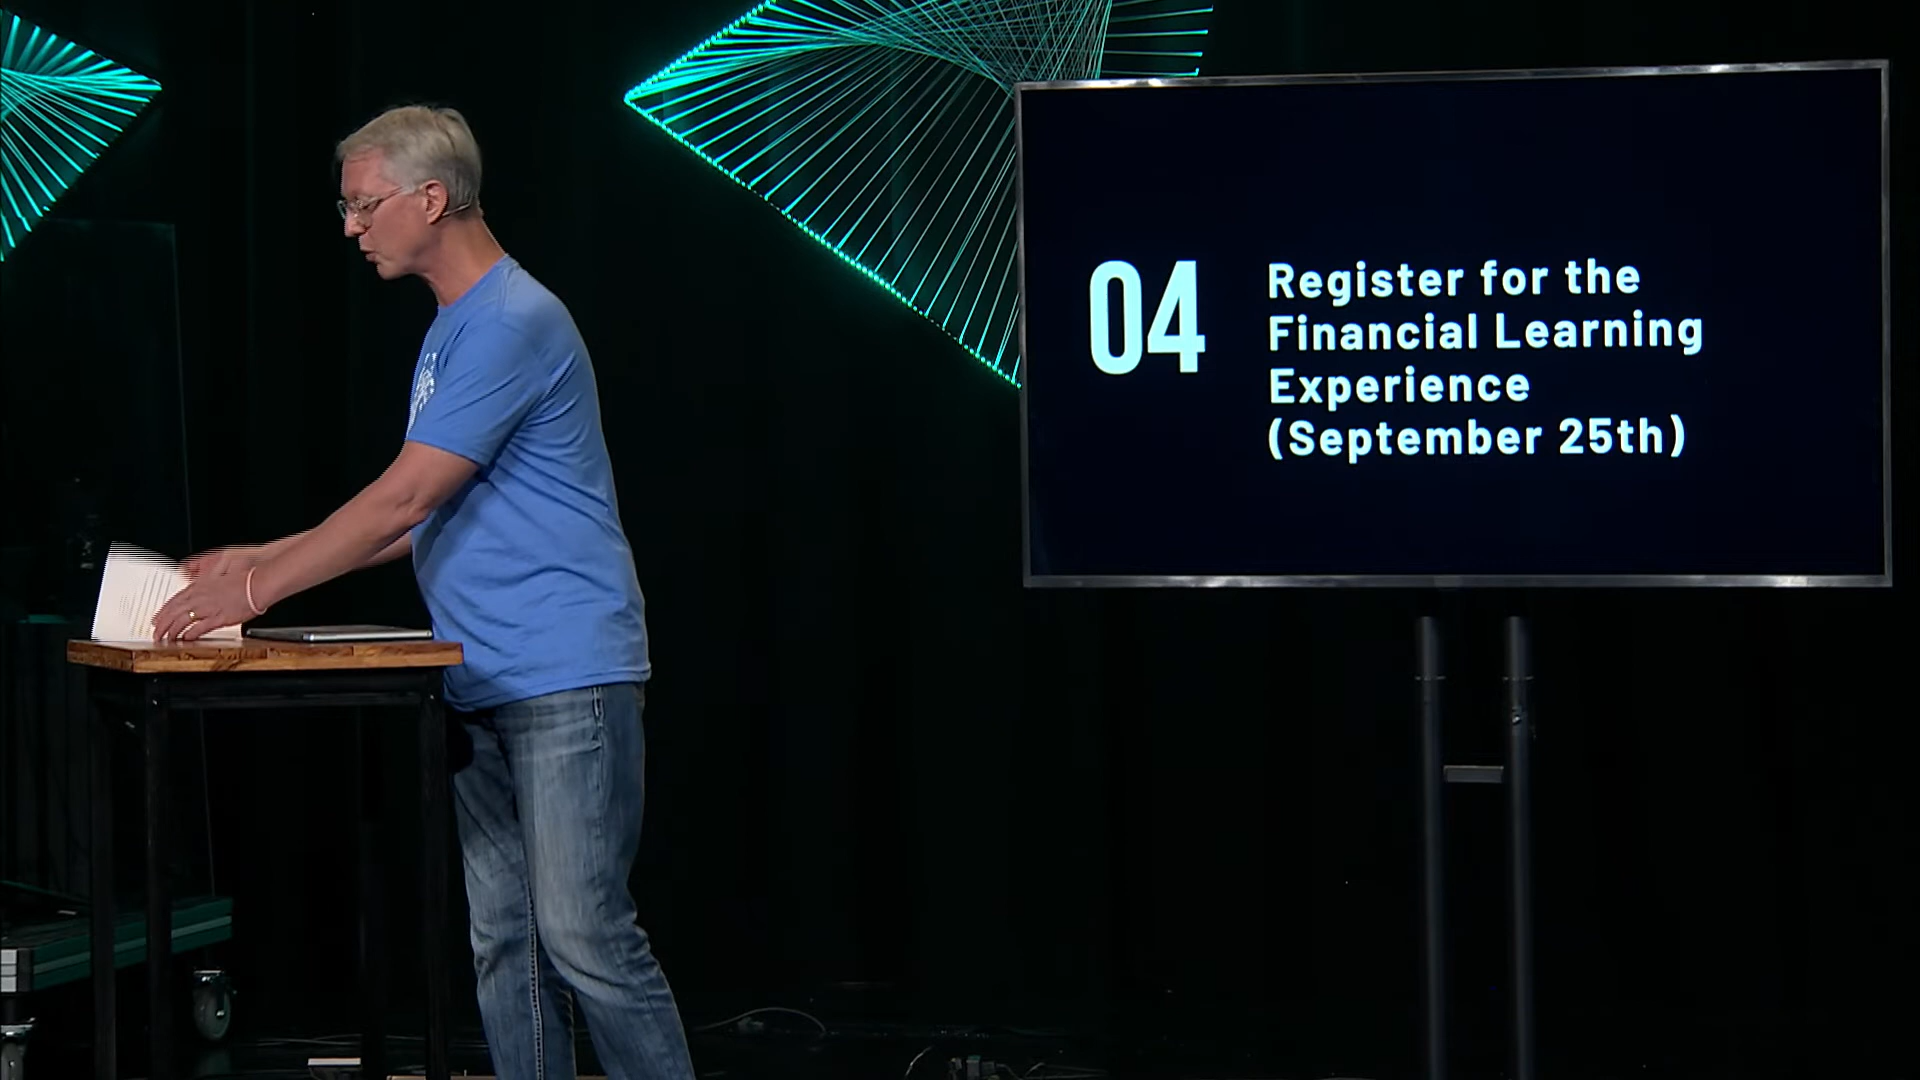 04
Register for the
Financial Learning
Experience
(September 25th)